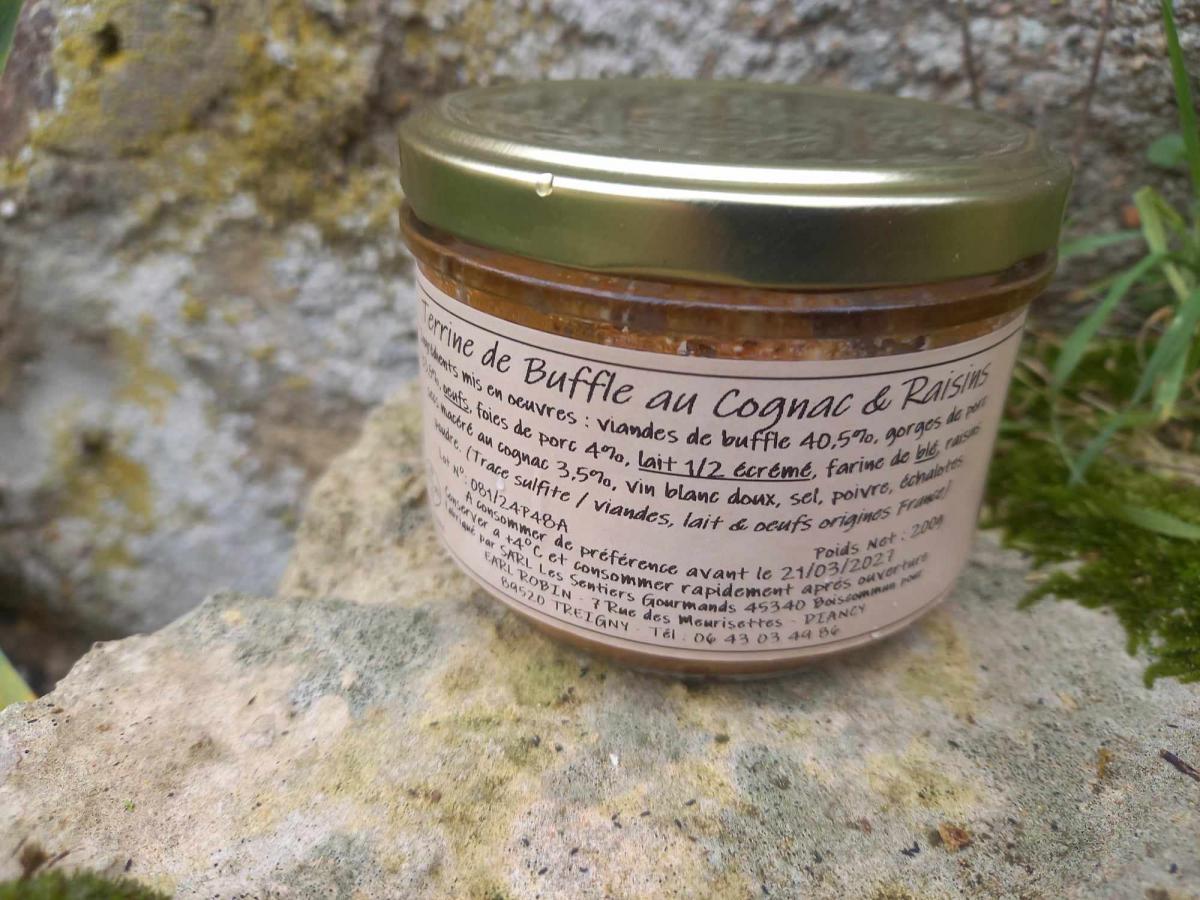 Terrine de Buffle au Cognac & Raisins
mis en oeuvres : viandes de buffle 40,5%, gorges de porc
oeufs, foies de porc 4%, lait 1/2 écrémé, farine de blé, raisins
macéré au cognac 3,5%, vin blanc doux, sel, poivre, échalotes
poudre. (Trace sulfite / viandes, lait & oeufs origines France)
Lot N° : 081/24P48A
Poids Net : 200g
A consommer de préférence avant le 21/03/2027
Conserver a +4°C et consommer rapidement après ouverture
Fabriqué par SARL Les Sentiers Gourmands 45340 Boiscommun pour
EARL ROBIN - 7 Rue des Meurisettes - DIANCY
89520 TREIGNY - Tél : 06 43 03 49 86